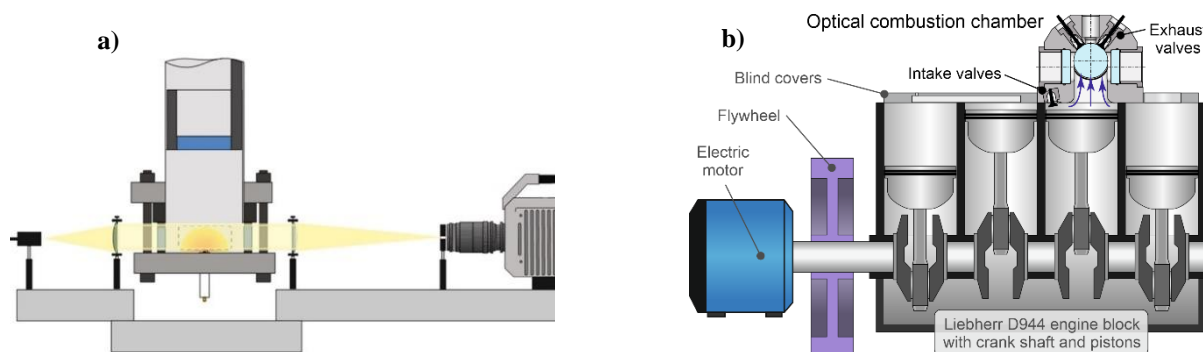 a)
b)
Optical combustion chamber
Exhaust
valves
Intake valves
Blind covers
Flywheel
Electric
motor
Liebherr D944 engine block
with crank shaft and pistons